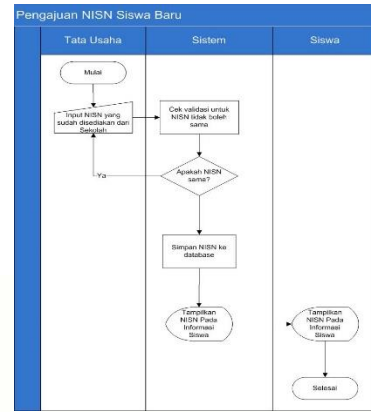 Pengajuan NISN Siswa Baru
Tata Usaha
Sistem
Siswa
Mulai
Input NISN yang
sudah disediakan dari
Sekolah
Cek validasi untuk
NISN tidak boleh
sama
Apakah NISN
sama?
Ya
Simpan NISN ke
database
Tampilkan
NISN Pada
Informasi
Siswa
Tampilkan
NISN Pada
Informasi
Siswa
Selesai